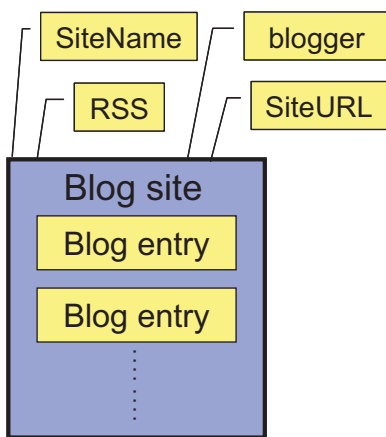 SiteName
blogger
RSS
SiteURL
Blog site
Blog entry
Blog entry